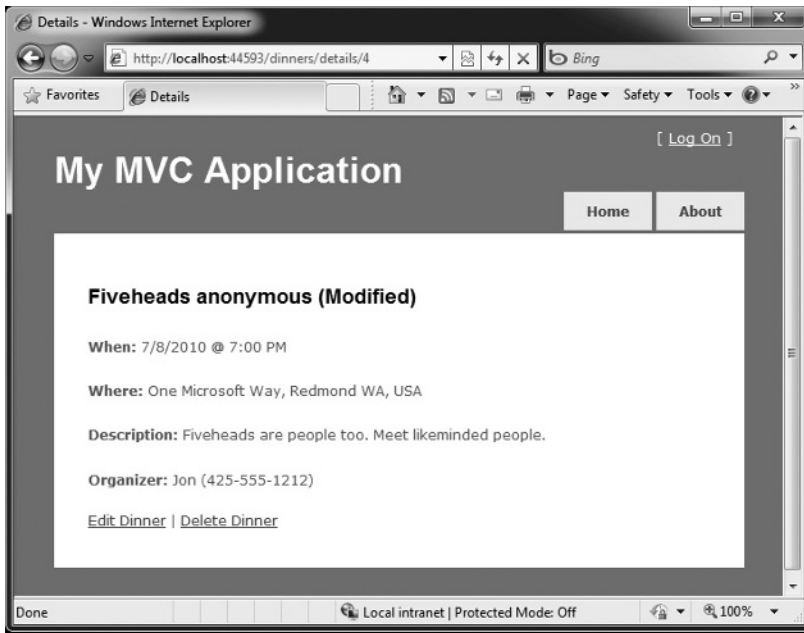 Details - Windows Internet Explorer
http://localhost:44593/dinners/details/4
Bing
Favorites
Details
Page
Safety
Tools
»
[ Log On ]
My MVC Application
Home
About
Fiveheads anonymous (Modified)
When: 7/8/2010 @ 7:00 PM
Where: One Microsoft Way, Redmond WA, USA
Description: Fiveheads are people too. Meet likeminded people.
Organizer: Jon (425-555-1212)
Edit Dinner | Delete Dinner
Done
Local intranet | Protected Mode: Off
100%